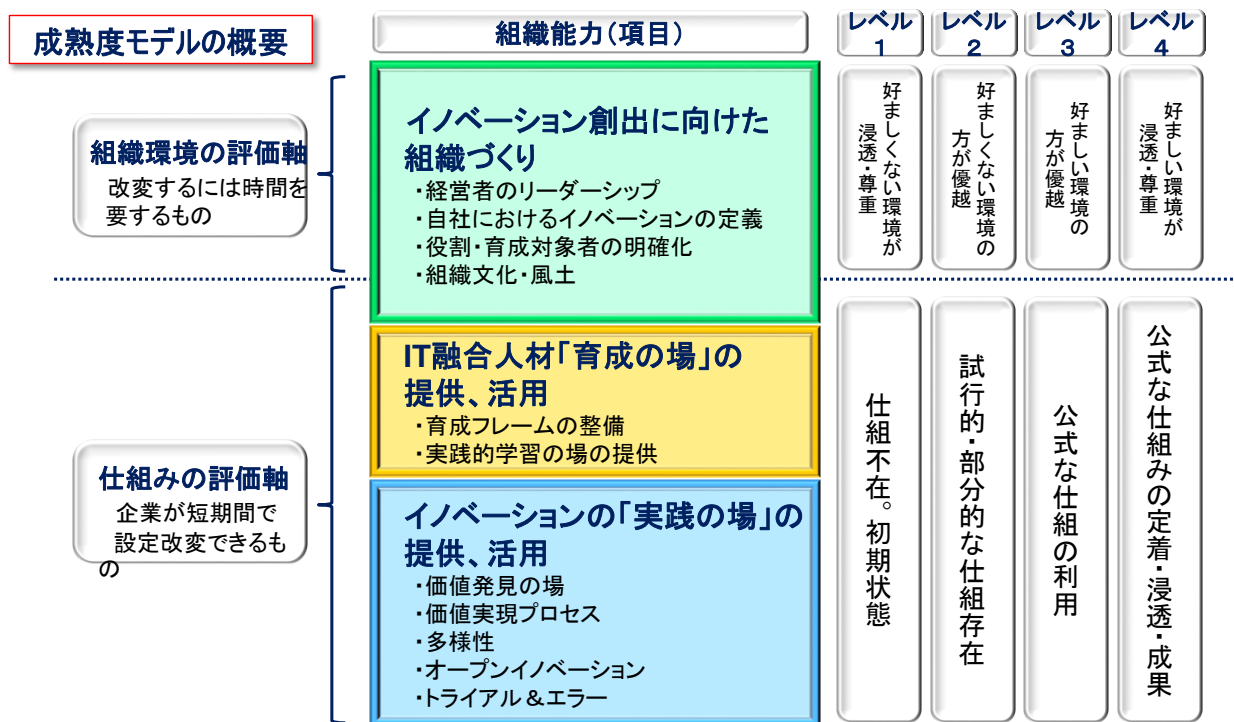 成熟度モデルの概要
組織能力(項目)
レベル
1
レベル
2
レベル
3
レベル
4
組織環境の評価軸
改変するには時間を
要するもの
イノベーション創出に向けた
組織づくり
・経営者のリーダーシップ
・自社におけるイノベーションの定義
・役割・育成対象者の明確化
・組織文化・風土
好ましくない環境が
浸透・尊重
好ましくない環境の
方が優越
好ましい環境の
方が優越
好ましい環境が
浸透・尊重
仕組みの評価軸
企業が短期間で
設定改変できるも
の
IT融合人材「育成の場」の
提供、活用
・育成フレームの整備
・実践的学習の場の提供
イノベーションの「実践の場」の
提供、活用
・価値発見の場
・価値実現プロセス
・多様性
・オープンイノベーション
・トライアル&エラー
仕組不在。初期状態
試行的・部分的な仕組存在
公式な仕組の利用
公式な仕組みの定着・浸透・成果